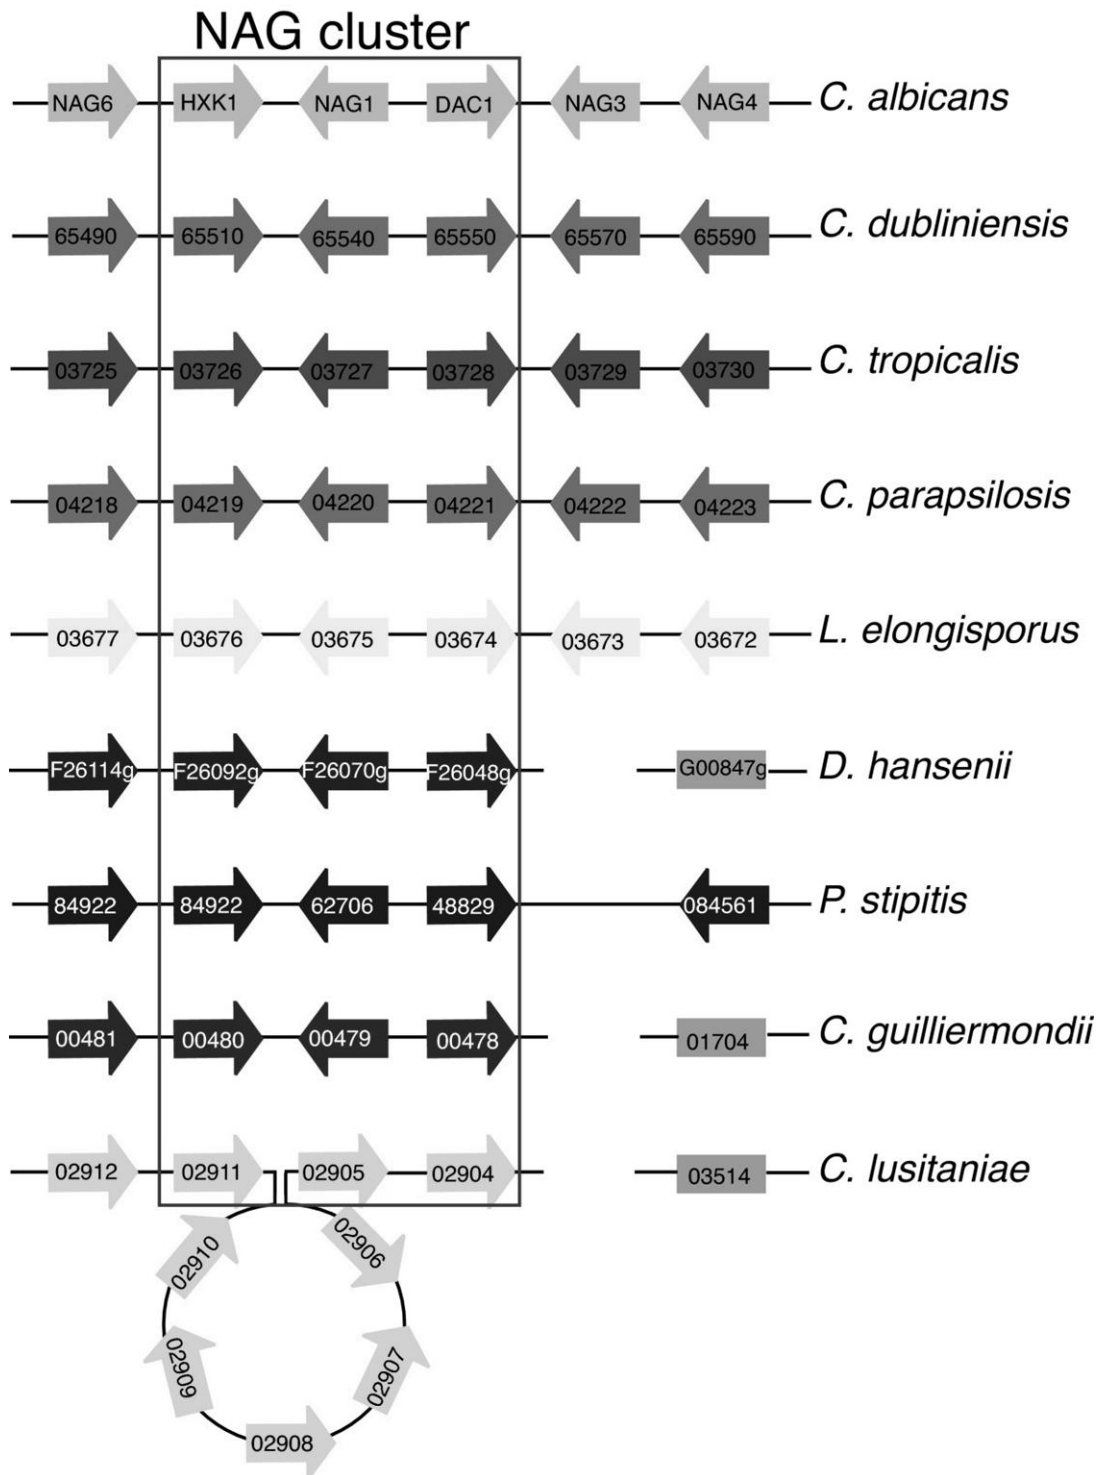 NAG cluster
NAG6 HXK1 NAG1 DAC1 NAG3 NAG4 C. albicans
65490 65510 65540 65550 65570 65590 C. dubliniensis
03725 03726 03727 03728 03729 03730 C. tropicalis
04218 04219 04220 04221 04222 04223 C. parapsilosis
03677 03676 03675 03674 03673 03672 L. elongisporus
F26114g F26092g F26070g F26048g G00847g D. hansenii
84922 84922 62706 48829 084561 P. stipitis
00481 00480 00479 00478 01704 C. guilliermondii
02912 02911 02905 02904 03514 C. lusitaniae
02910 02906
02909 02907
02908